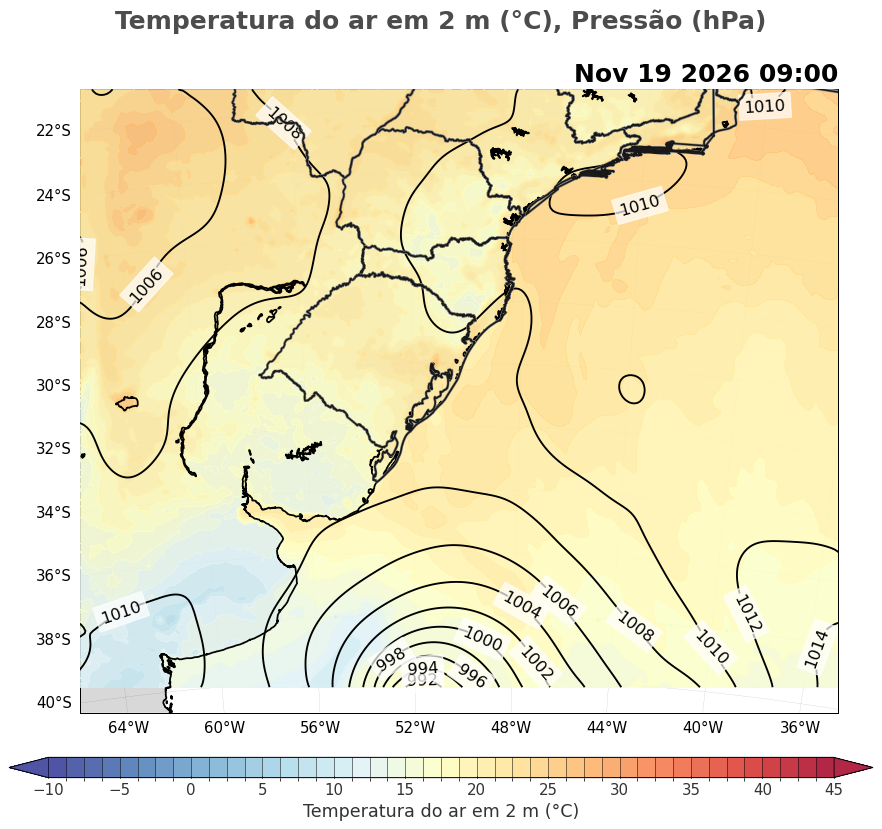 Temperatura do ar em 2 m (°C), Pressão (hPa)
Nov 19 2026 09:00
1008
1010
22°S
24°S
1010
26°S
1006
1006
28°S
30°S
32°S
34°S
36°S
1004
1006
1010
1012
1008
38°S
998
1000
1010
1014
994
996
1002
992
40°S
64°W
60°W
56°W
52°W
48°W
44°W
40°W
36°W
−10
−5
0
5
10
15
20
25
30
35
40
45
Temperatura do ar em 2 m (°C)